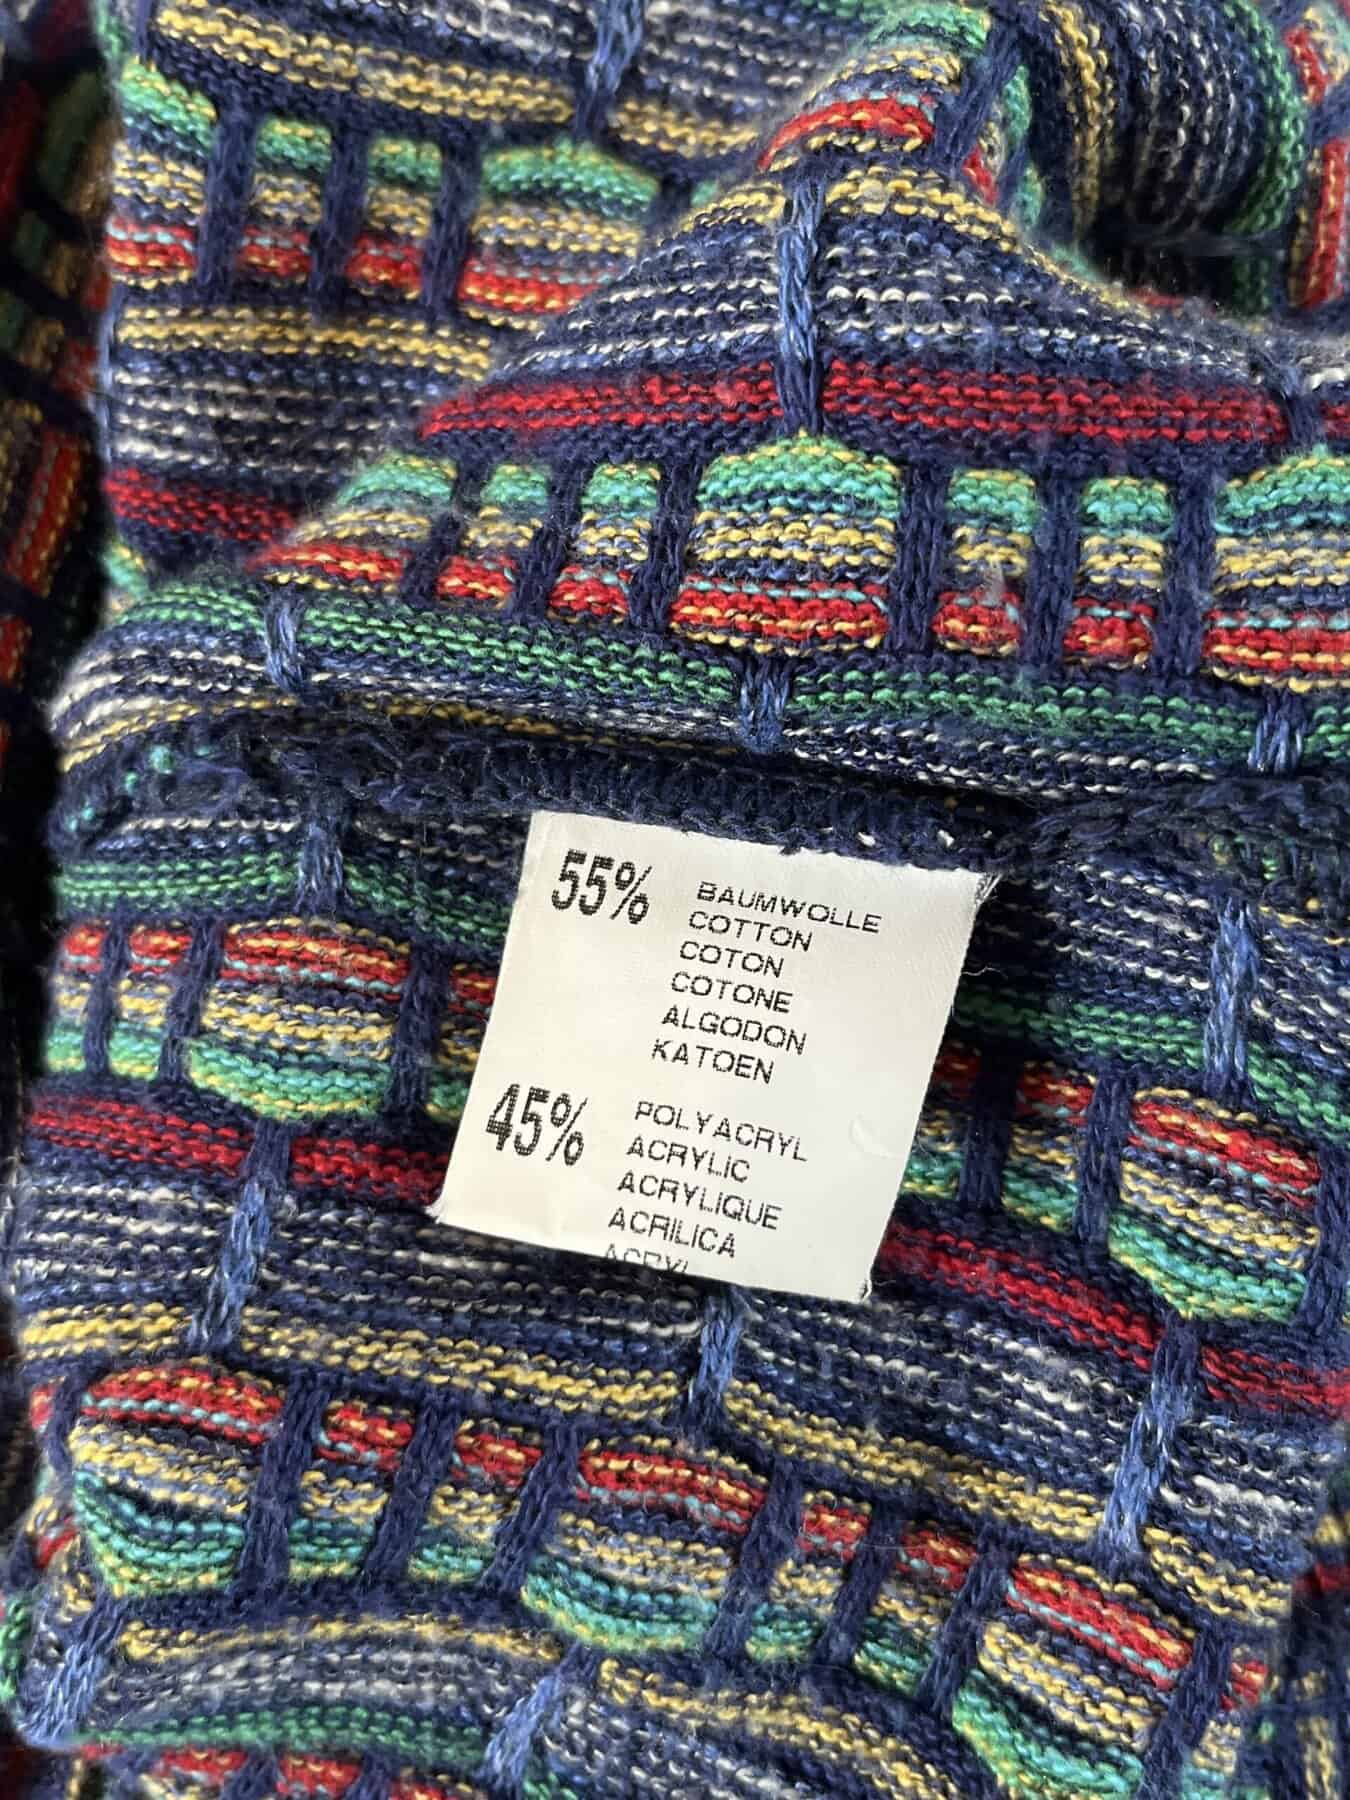 55% BAUMWOLLE
COTTON
COTON
COTONE
ALGODON
KATOEN
45% POLYACRYL
ACRYLIC
ACRYLIQUE
ACRILICA